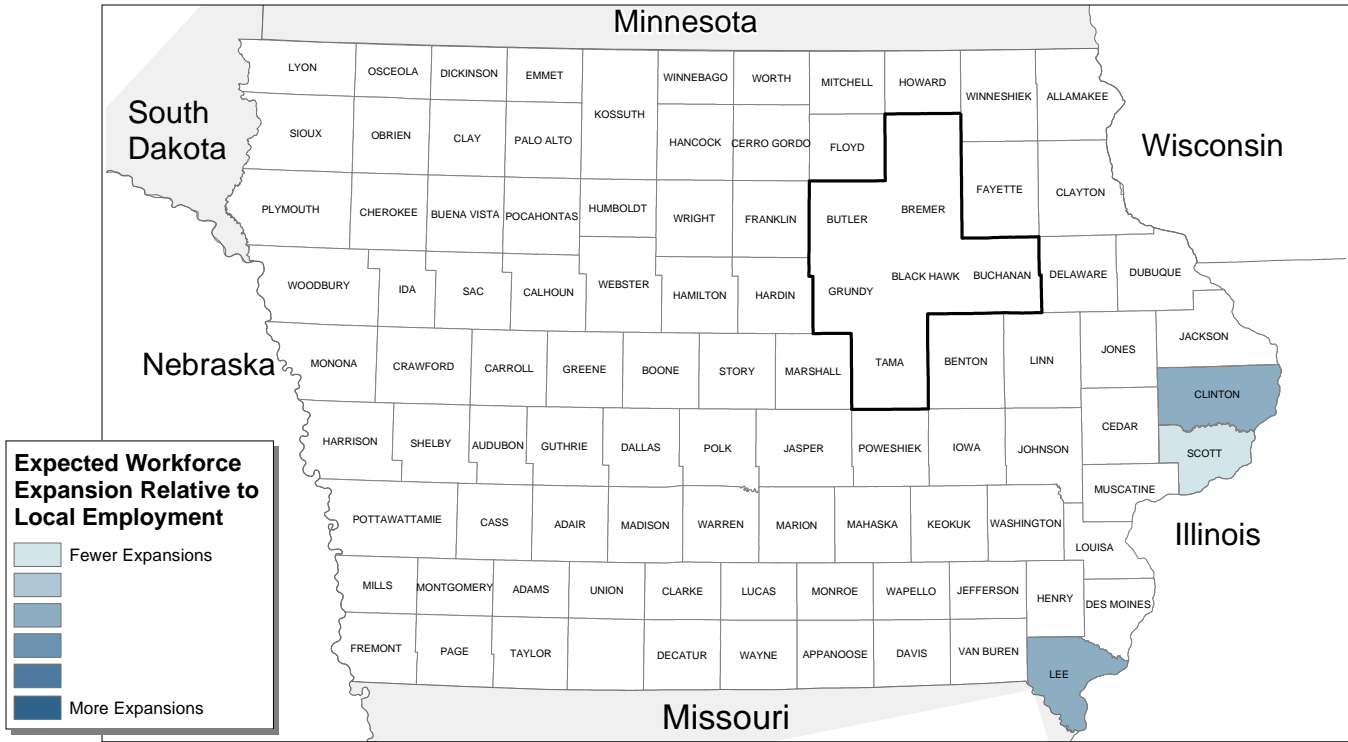 Minnesota
South
Dakota
Wisconsin
Nebraska
Illinois
Missouri
LYON
OSCEOLA
DICKINSON
EMMET
WINNEBAGO
WORTH
MITCHELL
HOWARD
WINNESHIEK
ALLAMAKEE
KOSSUTH
SIOUX
OBRIEN
CLAY
PALO ALTO
HANCOCK
CERRO GORDO
FLOYD
FAYETTE
CLAYTON
PLYMOUTH
CHEROKEE
BUENA VISTA
POCAHONTAS
HUMBOLDT
WRIGHT
FRANKLIN
BUTLER
BREMER
WOODBURY
IDA
SAC
CALHOUN
WEBSTER
HAMILTON
HARDIN
GRUNDY
BLACK HAWK
BUCHANAN
DELAWARE
DUBUQUE
MONONA
CRAWFORD
CARROLL
GREENE
BOONE
STORY
MARSHALL
TAMA
BENTON
LINN
JONES
JACKSON
CLINTON
HARRISON
SHELBY
AUDUBON
GUTHRIE
DALLAS
POLK
JASPER
POWESHIEK
IOWA
JOHNSON
CEDAR
SCOTT
MUSCATINE
POTTAWATTAMIE
CASS
ADAIR
MADISON
WARREN
MARION
MAHASKA
KEOKUK
WASHINGTON
LOUISA
MILLS
MONTGOMERY
ADAMS
UNION
CLARKE
LUCAS
MONROE
WAPELLO
JEFFERSON
HENRY
DES MOINES
FREMONT
PAGE
TAYLOR
DECATUR
WAYNE
APPANOOSE
DAVIS
VAN BUREN
LEE
Expected Workforce
Expansion Relative to
Local Employment
Fewer Expansions
More Expansions